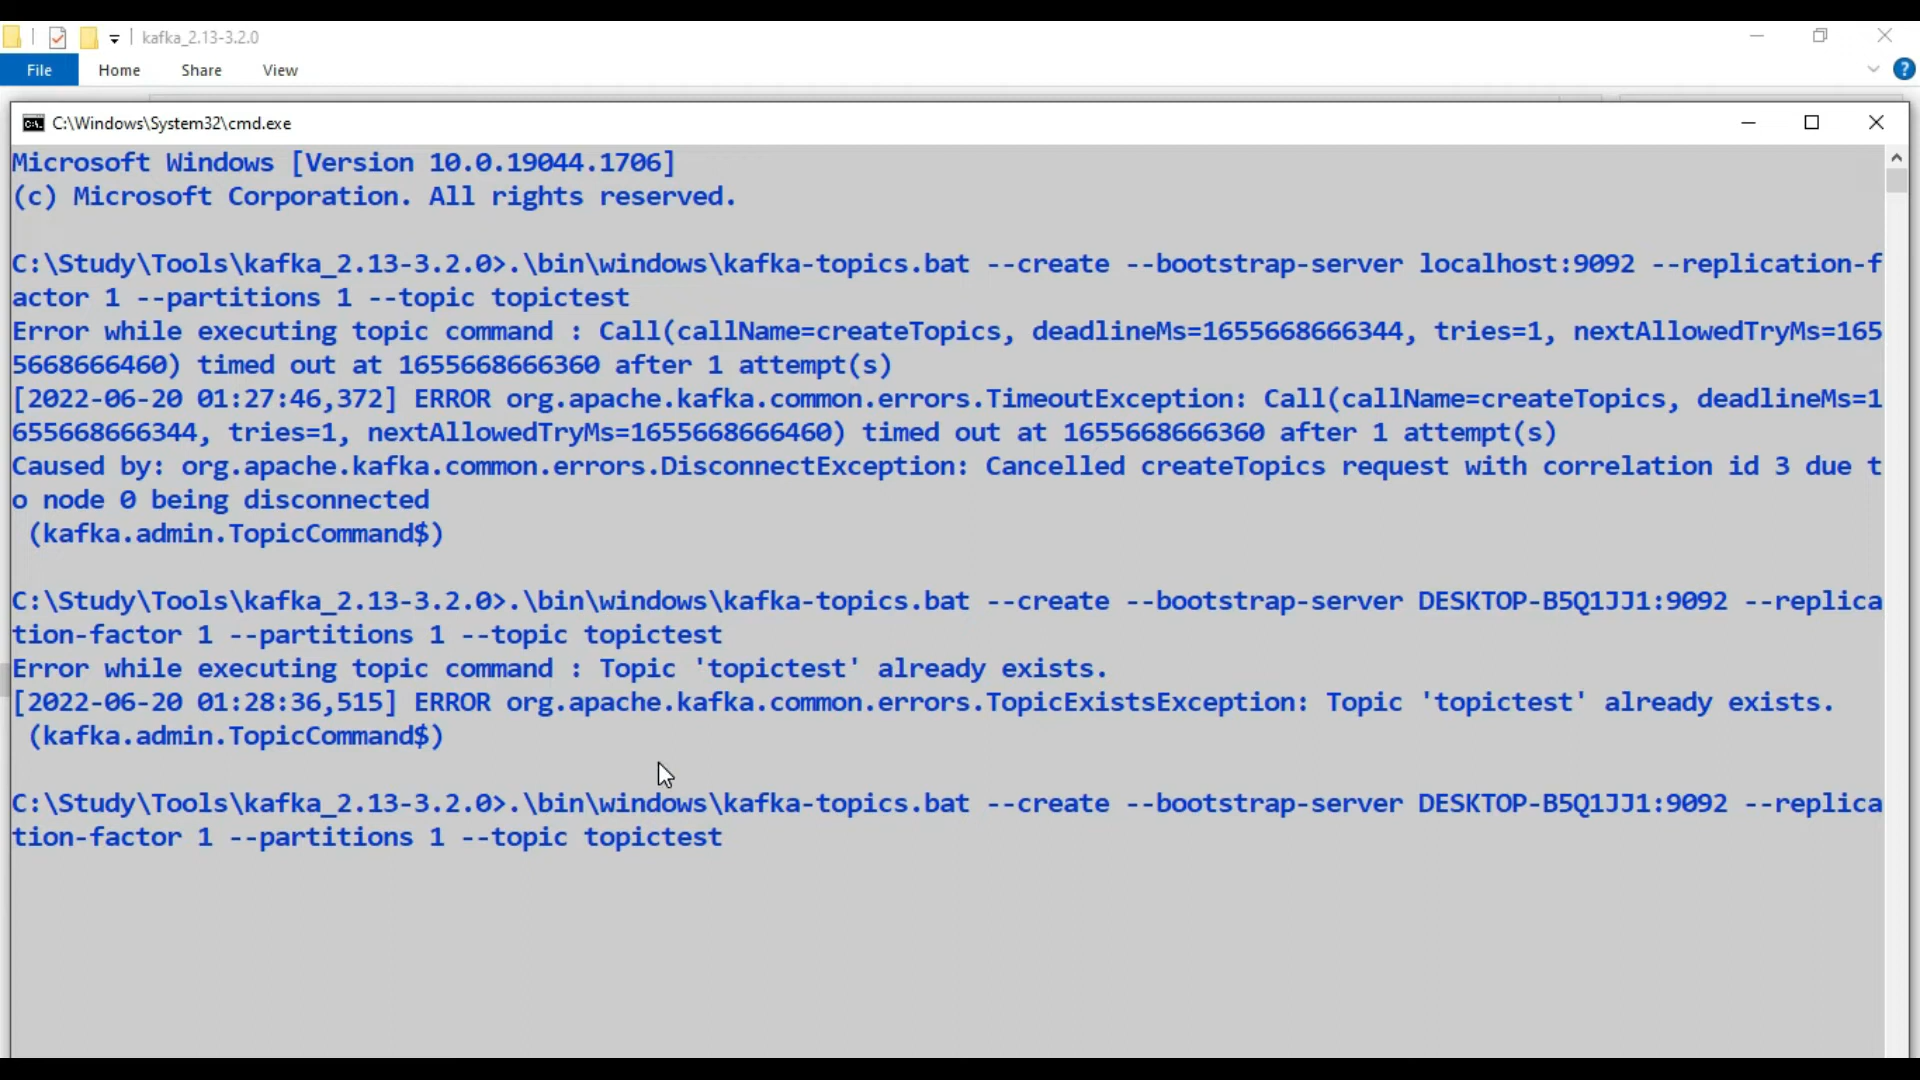 kafka_2.13-3.2.0
File Home Share View
C:\Windows\System32\cmd.exe
Microsoft Windows [Version 10.0.19044.1706]
(c) Microsoft Corporation. All rights reserved.
C:\Study\Tools\kafka_2.13-3.2.0>.\bin\windows\kafka-topics.bat --create --bootstrap-server localhost:9092 --replication-f
actor 1 --partitions 1 --topic topictest
Error while executing topic command : Call(callName=createTopics, deadlineMs=1655668666344, tries=1, nextAllowedTryMs=165
5668666460) timed out at 1655668666360 after 1 attempt(s)
[2022-06-20 01:27:46,372] ERROR org.apache.kafka.common.errors.TimeoutException: Call(callName=createTopics, deadlineMs=1
655668666344, tries=1, nextAllowedTryMs=1655668666460) timed out at 1655668666360 after 1 attempt(s)
Caused by: org.apache.kafka.common.errors.DisconnectException: Cancelled createTopics request with correlation id 3 due t
o node 0 being disconnected
 (kafka.admin.TopicCommand$)
C:\Study\Tools\kafka_2.13-3.2.0>.\bin\windows\kafka-topics.bat --create --bootstrap-server DESKTOP-B5Q1JJ1:9092 --replica
tion-factor 1 --partitions 1 --topic topictest
Error while executing topic command : Topic 'topictest' already exists.
[2022-06-20 01:28:36,515] ERROR org.apache.kafka.common.errors.TopicExistsException: Topic 'topictest' already exists.
 (kafka.admin.TopicCommand$)
C:\Study\Tools\kafka_2.13-3.2.0>.\bin\windows\kafka-topics.bat --create --bootstrap-server DESKTOP-B5Q1JJ1:9092 --replica
tion-factor 1 --partitions 1 --topic topictest